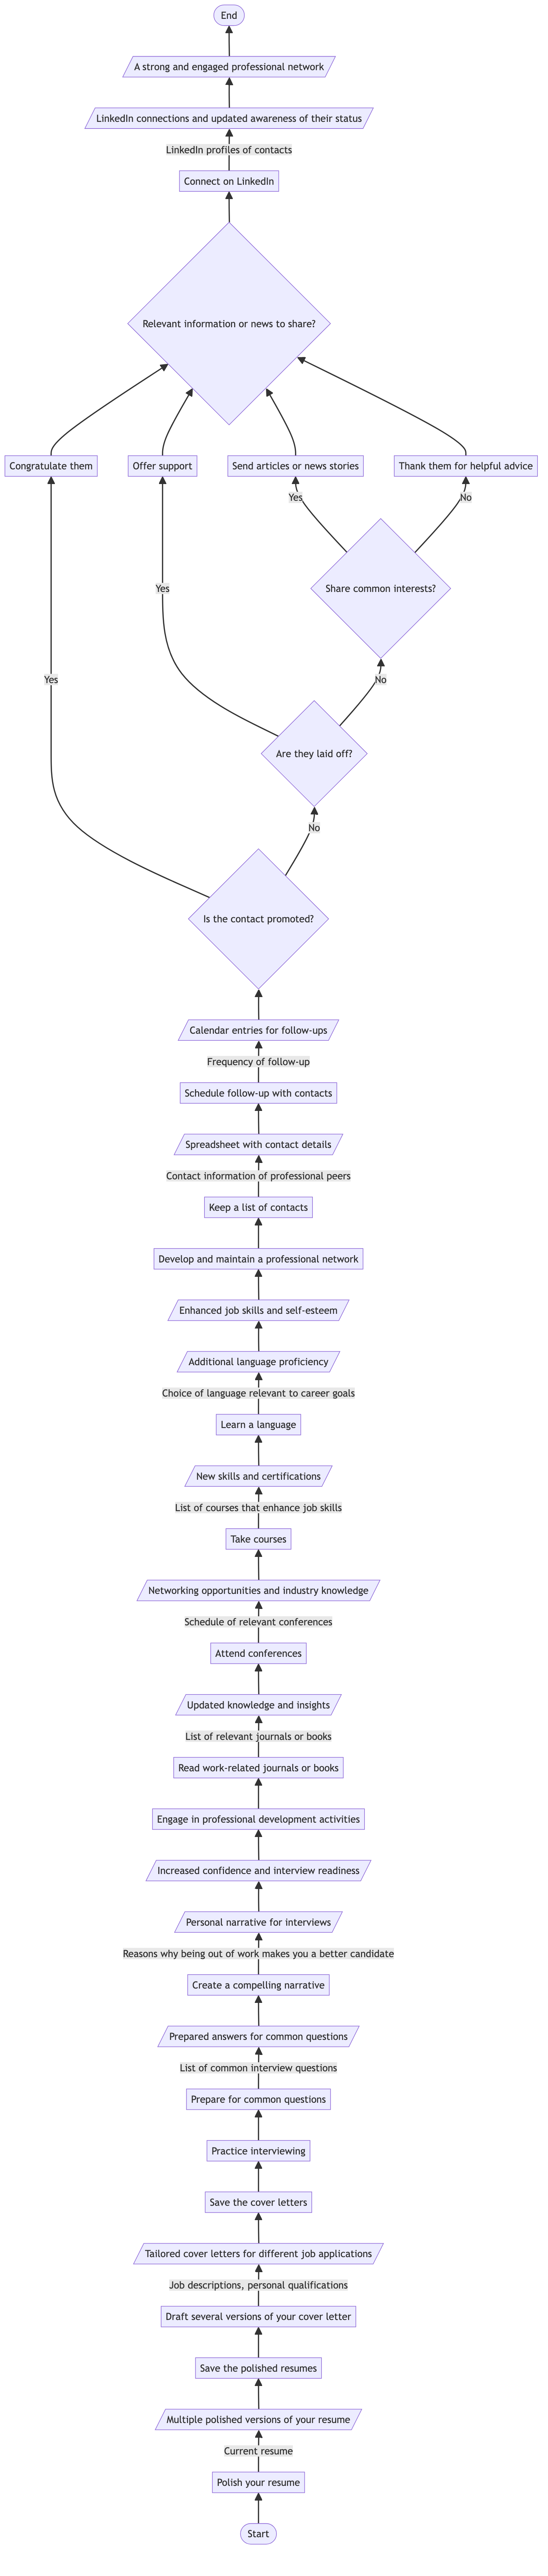 End
A strong and engaged professional network
LinkedIn connections and updated awareness of their status
LinkedIn profiles of contacts
Connect on LinkedIn
Relevant information or news to share?
Congratulate them
Offer support
Send articles or news stories
Thank them for helpful advice
Yes
No
Share common interests?
Yes
Yes
No
Are they laid off?
No
Is the contact promoted?
Calendar entries for follow-ups
Frequency of follow-up
Schedule follow-up with contacts
Spreadsheet with contact details
Contact information of professional peers
Keep a list of contacts
Develop and maintain a professional network
Enhanced job skills and self-esteem
Additional language proficiency
Choice of language relevant to career goals
Learn a language
New skills and certifications
List of courses that enhance job skills
Take courses
Networking opportunities and industry knowledge
Schedule of relevant conferences
Attend conferences
Updated knowledge and insights
List of relevant journals or books
Read work-related journals or books
Engage in professional development activities
Increased confidence and interview readiness
Personal narrative for interviews
Reasons why being out of work makes you a better candidate
Create a compelling narrative
Prepared answers for common questions
List of common interview questions
Prepare for common questions
Practice interviewing
Save the cover letters
Tailored cover letters for different job applications
Job descriptions, personal qualifications
Draft several versions of your cover letter
Save the polished resumes
Multiple polished versions of your resume
Current resume
Polish your resume
Start